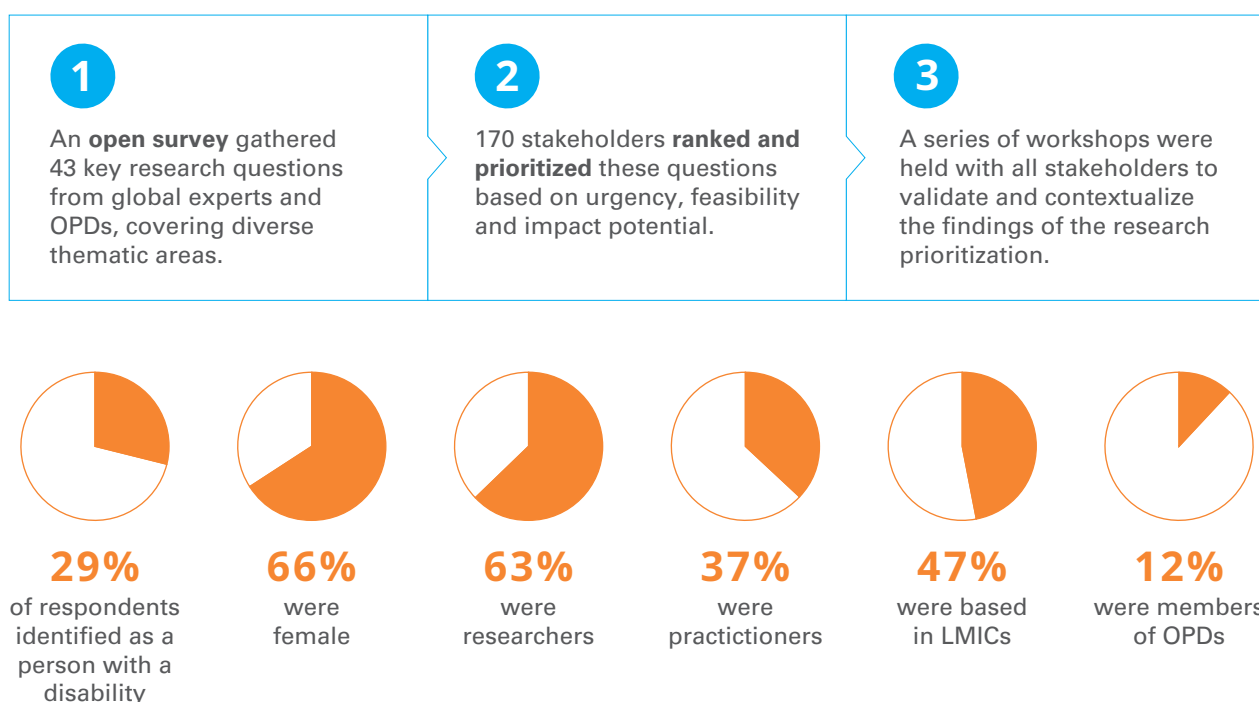 1
An open survey gathered
43 key research questions
from global experts and
OPDs, covering diverse
thematic areas.
2
170 stakeholders ranked and
prioritized these questions
based on urgency, feasibility
and impact potential.
3
A series of workshops were
held with all stakeholders to
validate and contextualize
the findings of the research
prioritization.
29%
of respondents
identified as a
person with a
disability
66%
were
female
63%
were
researchers
37%
were
practictioners
47%
were based
in LMICs
12%
were members
of OPDs